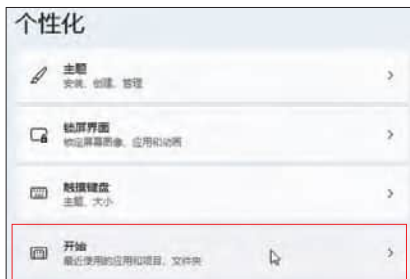 个性化
主题
安装、创建、管理
锁屏界面
锁定屏幕图像、应用和动画
触摸键盘
主题、大小
开始
最近使用的应用和项目、文件夹